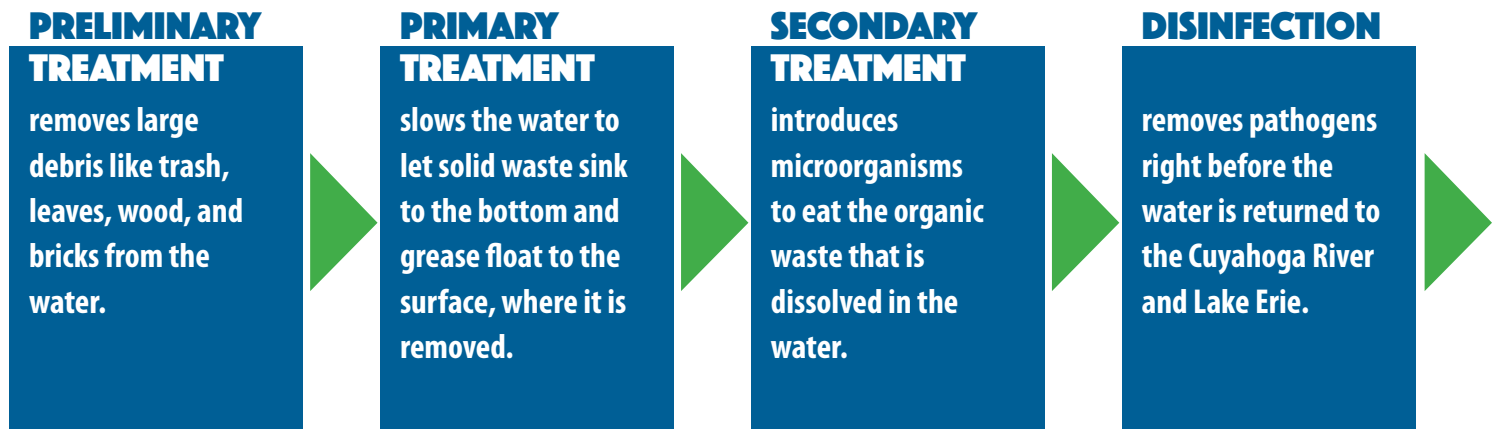 PRELIMINARY
TREATMENT
removes large
debris like trash,
leaves, wood, and
bricks from the
water.
PRIMARY
TREATMENT
slows the water to
let solid waste sink
to the bottom and
grease float to the
surface, where it is
removed.
SECONDARY
TREATMENT
introduces
microorganisms
to eat the organic
waste that is
dissolved in the
water.
DISINFECTION
removes pathogens
right before the
water is returned to
the Cuyahoga River
and Lake Erie.